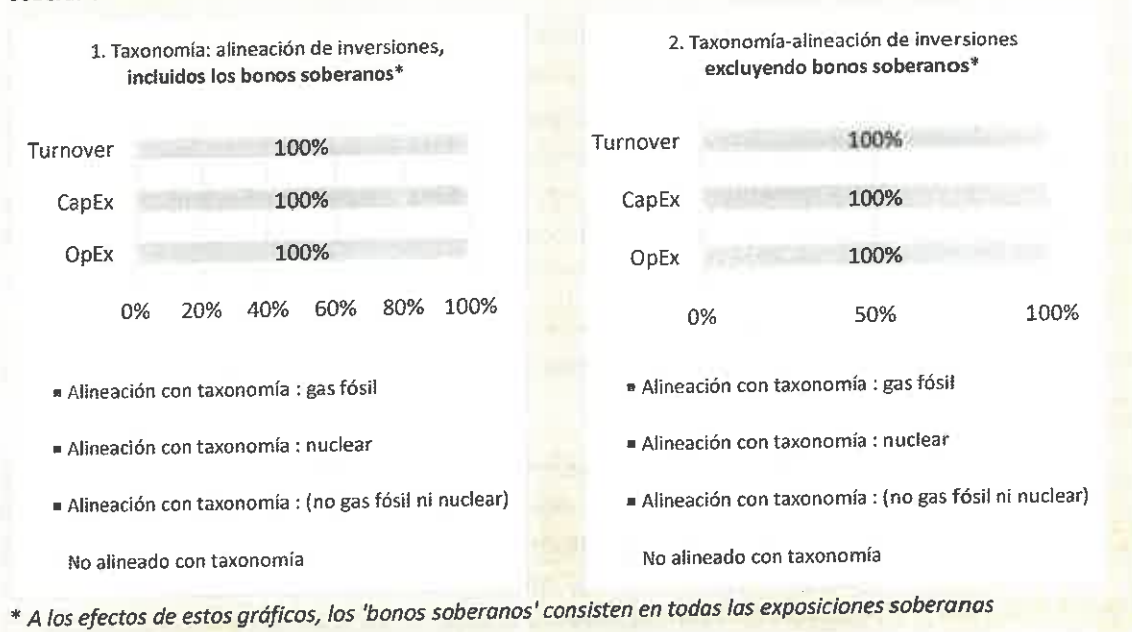 1. Taxonomía: alineación de inversiones,
incluidos los bonos soberanos*
Turnover 100%
CapEx 100%
OpEx 100%
0% 20% 40% 60% 80% 100%
Alineación con taxonomía : gas fósil
Alineación con taxonomía : nuclear
Alineación con taxonomía : (no gas fósil ni nuclear)
No alineado con taxonomía
2. Taxonomía-alineación de inversiones
excluyendo bonos soberanos*
Turnover 100%
CapEx 100%
OpEx 100%
0% 50% 100%
Alineación con taxonomía : gas fósil
Alineación con taxonomía : nuclear
Alineación con taxonomía : (no gas fósil ni nuclear)
No alineado con taxonomía
* A los efectos de estos gráficos, los 'bonos soberanos' consisten en todas las exposiciones soberanas